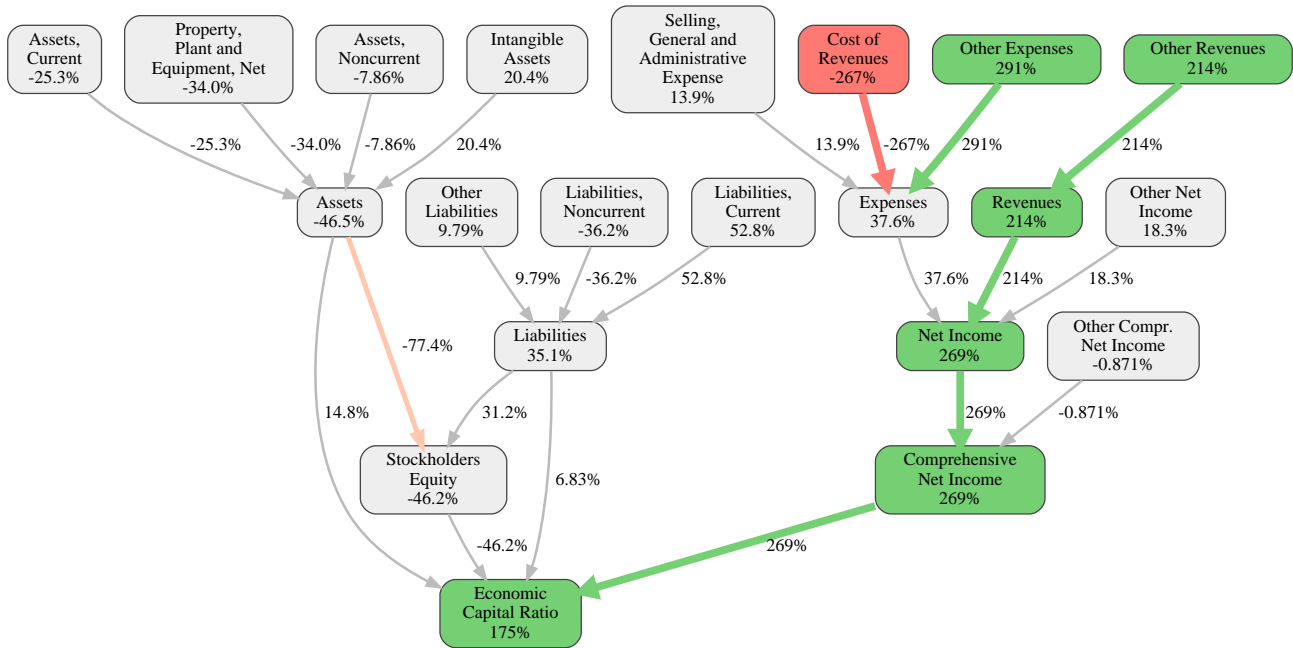 Assets,
Current
-25.3%
Property,
Plant and
Equipment, Net
-34.0%
Assets,
Noncurrent
-7.86%
Intangible
Assets
20.4%
Selling,
General and
Administrative
Expense
13.9%
Cost of
Revenues
-267%
Other Expenses
291%
Other Revenues
214%
-25.3%
-34.0%
-7.86%
20.4%
13.9%
-267%
291%
214%
Assets
-46.5%
Other
Liabilities
9.79%
Liabilities,
Noncurrent
-36.2%
Liabilities,
Current
52.8%
Expenses
37.6%
Revenues
214%
Other Net
Income
18.3%
9.79%
-36.2%
52.8%
37.6%
214%
18.3%
-77.4%
Liabilities
35.1%
Net Income
269%
Other Compr.
Net Income
-0.871%
14.8%
31.2%
269%
-0.871%
Stockholders
Equity
-46.2%
6.83%
Comprehensive
Net Income
269%
-46.2%
269%
Economic
Capital Ratio
175%